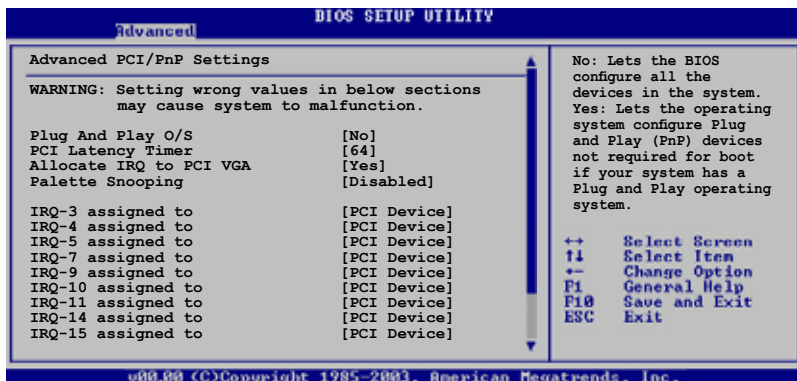 BIOS SETUP UTILITY
Advanced
Advanced PCI/PnP Settings
WARNING: Setting wrong values in below sections
may cause system to malfunction.
Plug And Play O/S [No]
PCI Latency Timer [64]
Allocate IRQ to PCI VGA [Yes]
Palette Snooping [Disabled]
IRQ-3 assigned to [PCI Device]
IRQ-4 assigned to [PCI Device]
IRQ-5 assigned to [PCI Device]
IRQ-7 assigned to [PCI Device]
IRQ-9 assigned to [PCI Device]
IRQ-10 assigned to [PCI Device]
IRQ-11 assigned to [PCI Device]
IRQ-14 assigned to [PCI Device]
IRQ-15 assigned to [PCI Device]
No: Lets the BIOS
configure all the
devices in the system.
Yes: Lets the operating
system configure Plug
and Play (PnP) devices
not required for boot
if your system has a
Plug and Play operating
system.
↔ Select Screen
↑↓ Select Item
+- Change Option
F1 General Help
F10 Save and Exit
ESC Exit
v00.00 (C)Copyright 1985-2003, American Megatrends, Inc.